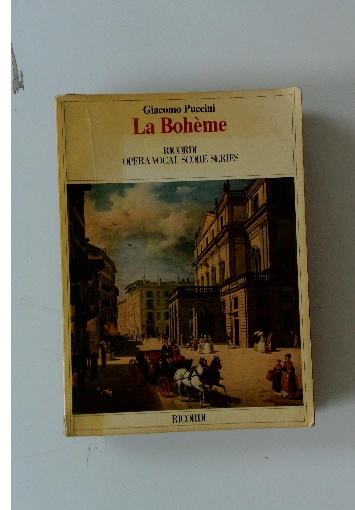 Giacomo Puccini
La Bohème
RICORDI
OPERA VOCAL SCORE SERIES
RICORDI